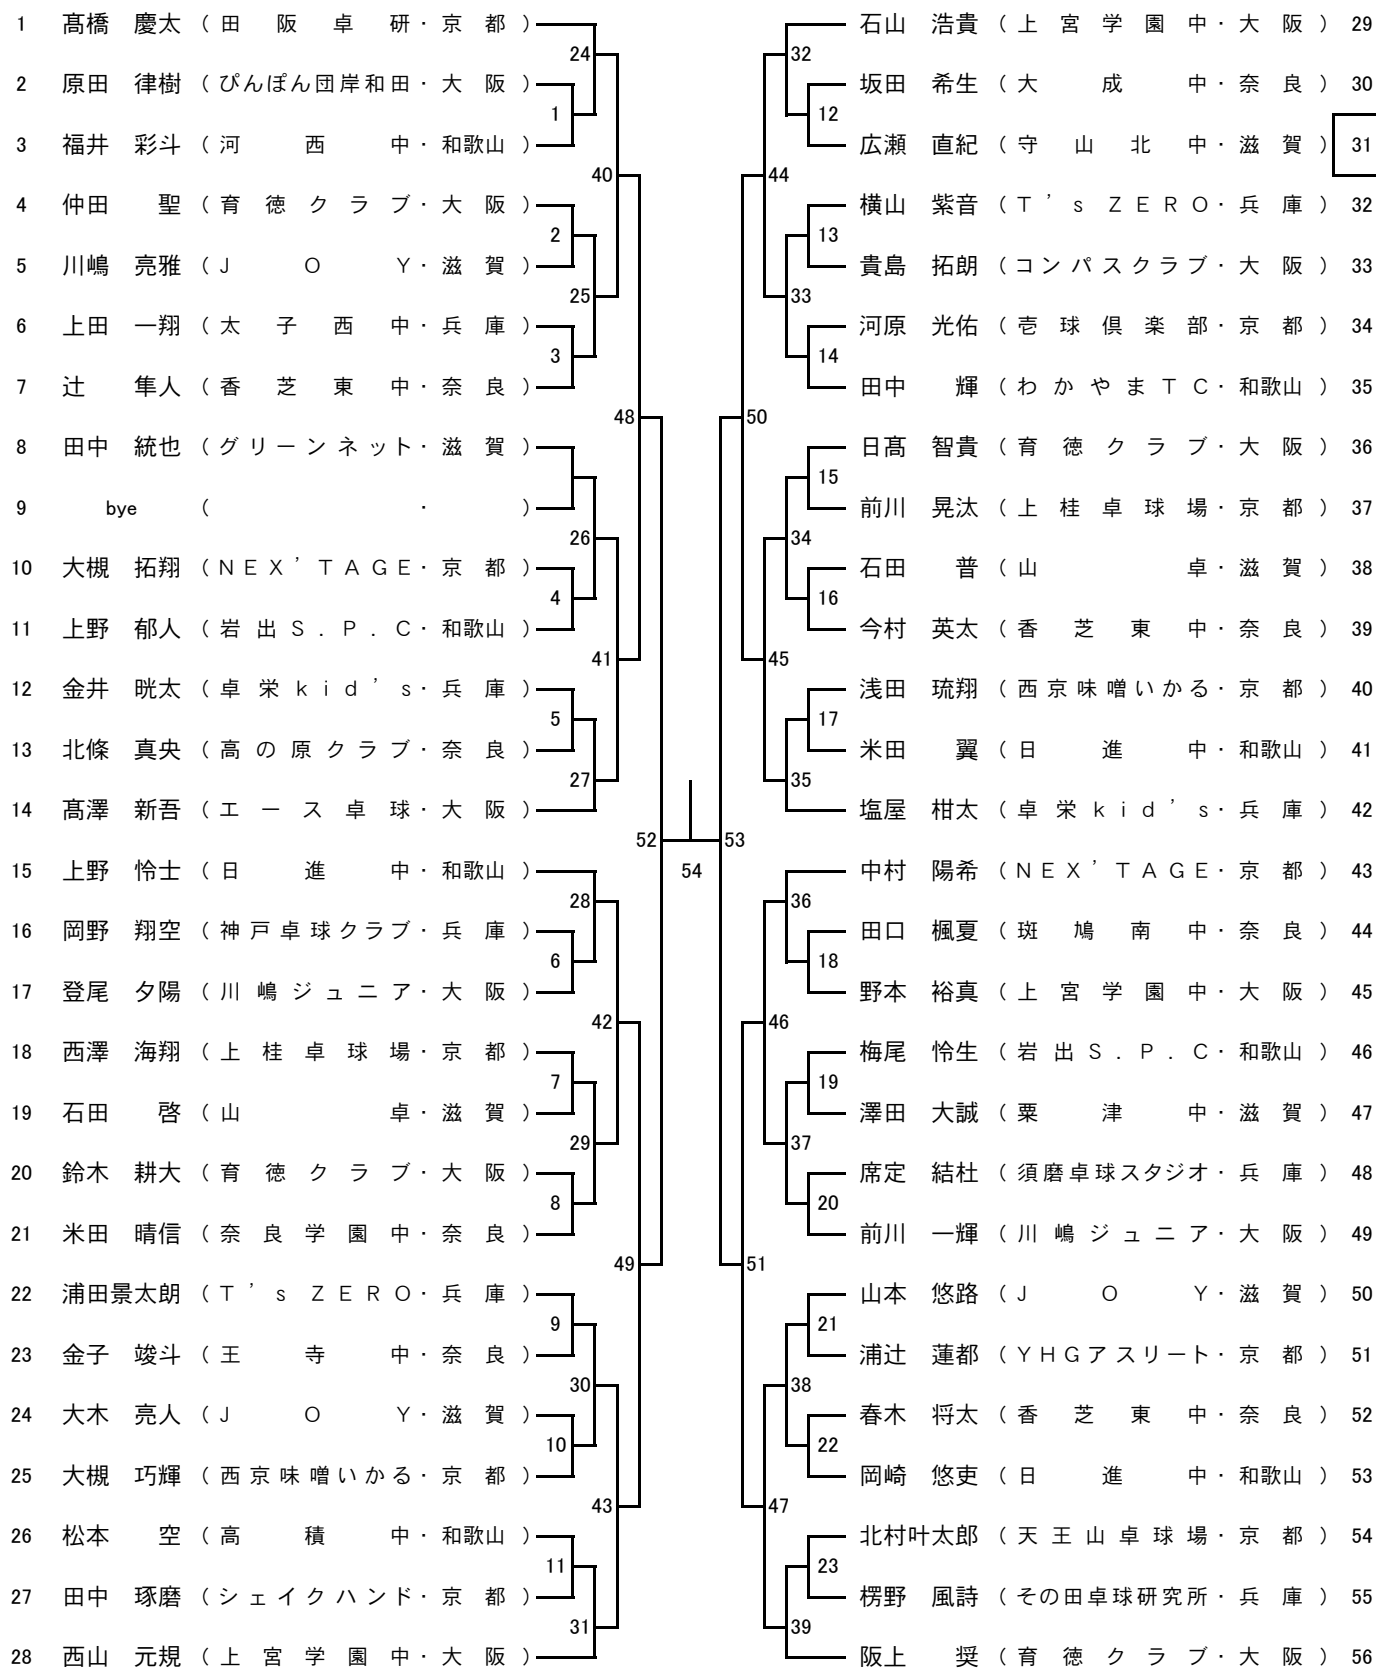 1 髙橋 慶太 (田阪卓研・京都)
24
2 原田 律樹 (ぴんぽん団岸和田・大阪)
1
3 福井 彩斗 (河西中・和歌山)
40
4 仲田 聖 (育徳クラブ・大阪)
2
5 川嶋 亮雅 (JOY・滋賀)
25
6 上田 一翔 (太子西中・兵庫)
3
7 辻 隼人 (香芝東中・奈良)
48
8 田中 統也 (グリーンネット・滋賀)
9 bye ( ・ )
26
10 大槻 拓翔 (NEX'TAGE・京都)
4
11 上野 郁人 (岩出S.P.C・和歌山)
41
12 金井 晄太 (卓栄kid's・兵庫)
5
13 北條 真央 (高の原クラブ・奈良)
27
14 髙澤 新吾 (エース卓球・大阪)
52
54
15 上野 怜士 (日進中・和歌山)
28
16 岡野 翔空 (神戸卓球クラブ・兵庫)
6
17 登尾 夕陽 (川嶋ジュニア・大阪)
42
18 西澤 海翔 (上桂卓球場・京都)
7
19 石田 啓 (山卓・滋賀)
29
20 鈴木 耕大 (育徳クラブ・大阪)
8
21 米田 晴信 (奈良学園中・奈良)
49
22 浦田景太朗 (T's ZERO・兵庫)
9
23 金子 竣斗 (王寺中・奈良)
30
24 大木 亮人 (JOY・滋賀)
10
25 大槻 巧輝 (西京味噌いかる・京都)
43
26 松本 空 (高積中・和歌山)
11
27 田中 琢磨 (シェイクハンド・京都)
31
28 西山 元規 (上宮学園中・大阪)
石山 浩貴 (上宮学園中・大阪) 29
32
坂田 希生 (大成中・奈良) 30
12
広瀬 直紀 (守山北中・滋賀) 31
44
横山 紫音 (T's ZERO・兵庫) 32
13
貴島 拓朗 (コンパスクラブ・大阪) 33
33
河原 光佑 (壱球倶楽部・京都) 34
14
田中 輝 (わかやまTC・和歌山) 35
50
日髙 智貴 (育徳クラブ・大阪) 36
15
前川 晃汰 (上桂卓球場・京都) 37
34
石田 普 (山卓・滋賀) 38
16
今村 英太 (香芝東中・奈良) 39
45
浅田 琉翔 (西京味噌いかる・京都) 40
17
米田 翼 (日進中・和歌山) 41
35
塩屋 柑太 (卓栄kid's・兵庫) 42
53
中村 陽希 (NEX'TAGE・京都) 43
36
田口 楓夏 (斑鳩南中・奈良) 44
18
野本 裕真 (上宮学園中・大阪) 45
46
梅尾 怜生 (岩出S.P.C・和歌山) 46
19
澤田 大誠 (粟津中・滋賀) 47
37
席定 結杜 (須磨卓球スタジオ・兵庫) 48
20
前川 一輝 (川嶋ジュニア・大阪) 49
51
山本 悠路 (JOY・滋賀) 50
21
浦辻 蓮都 (YHGアスリート・京都) 51
38
春木 将太 (香芝東中・奈良) 52
22
岡崎 悠吏 (日進中・和歌山) 53
47
北村叶太郎 (天王山卓球場・京都) 54
23
楞野 風詩 (その田卓球研究所・兵庫) 55
39
阪上 奨 (育徳クラブ・大阪) 56